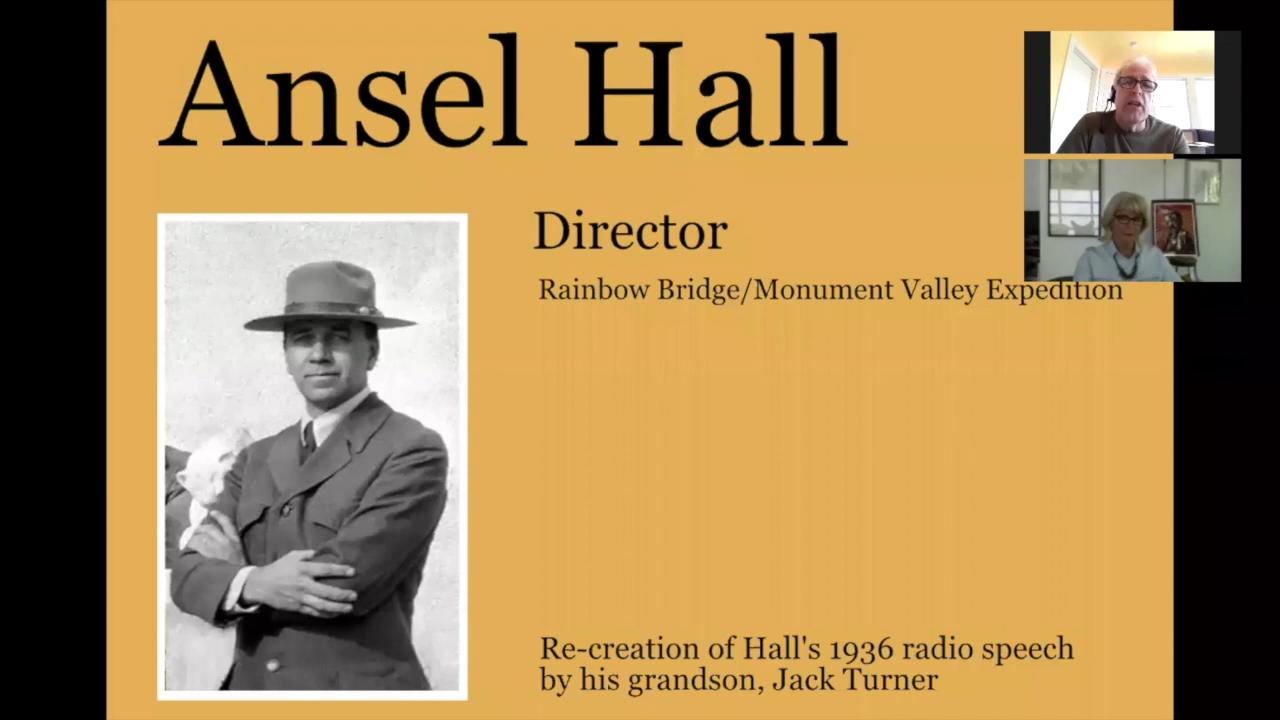 Ansel Hall
Director
Rainbow Bridge/Monument Valley Expedition
Re-creation of Hall's 1936 radio speech
by his grandson, Jack Turner